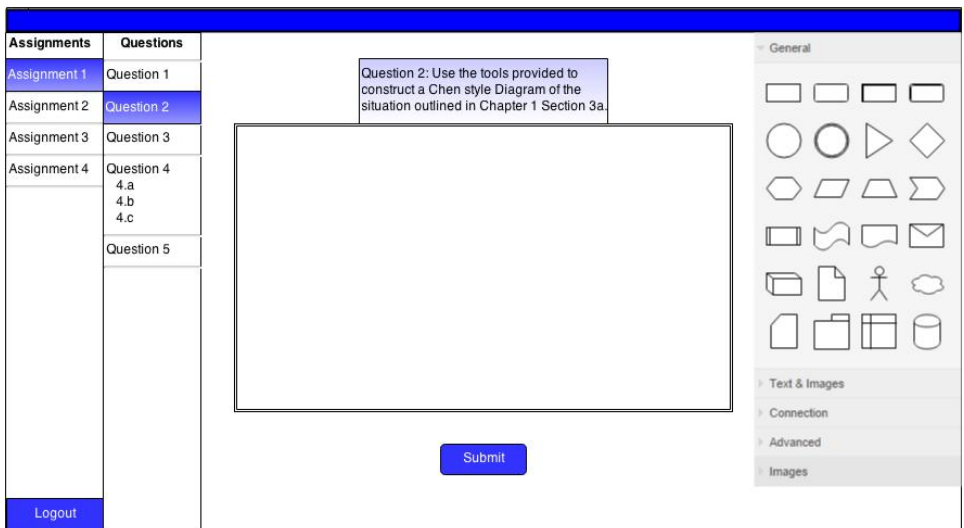 Assignments
Assignment 1
Assignment 2
Assignment 3
Assignment 4
Logout
Questions
Question 1
Question 2
Question 3
Question 4
4.a
4.b
4.c
Question 5
Question 2: Use the tools provided to
construct a Chen style Diagram of the
situation outlined in Chapter 1 Section 3a.
Submit
General
Text & Images
Connection
Advanced
Images